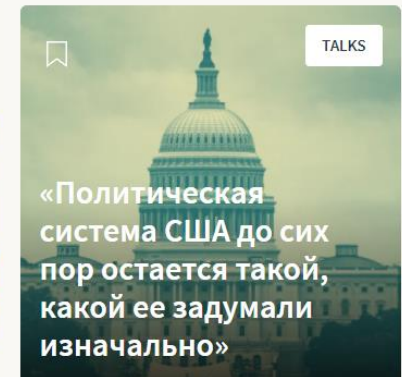 TALKS
«Политическая
система США до сих
пор остается такой,
какой ее задумали
изначально»